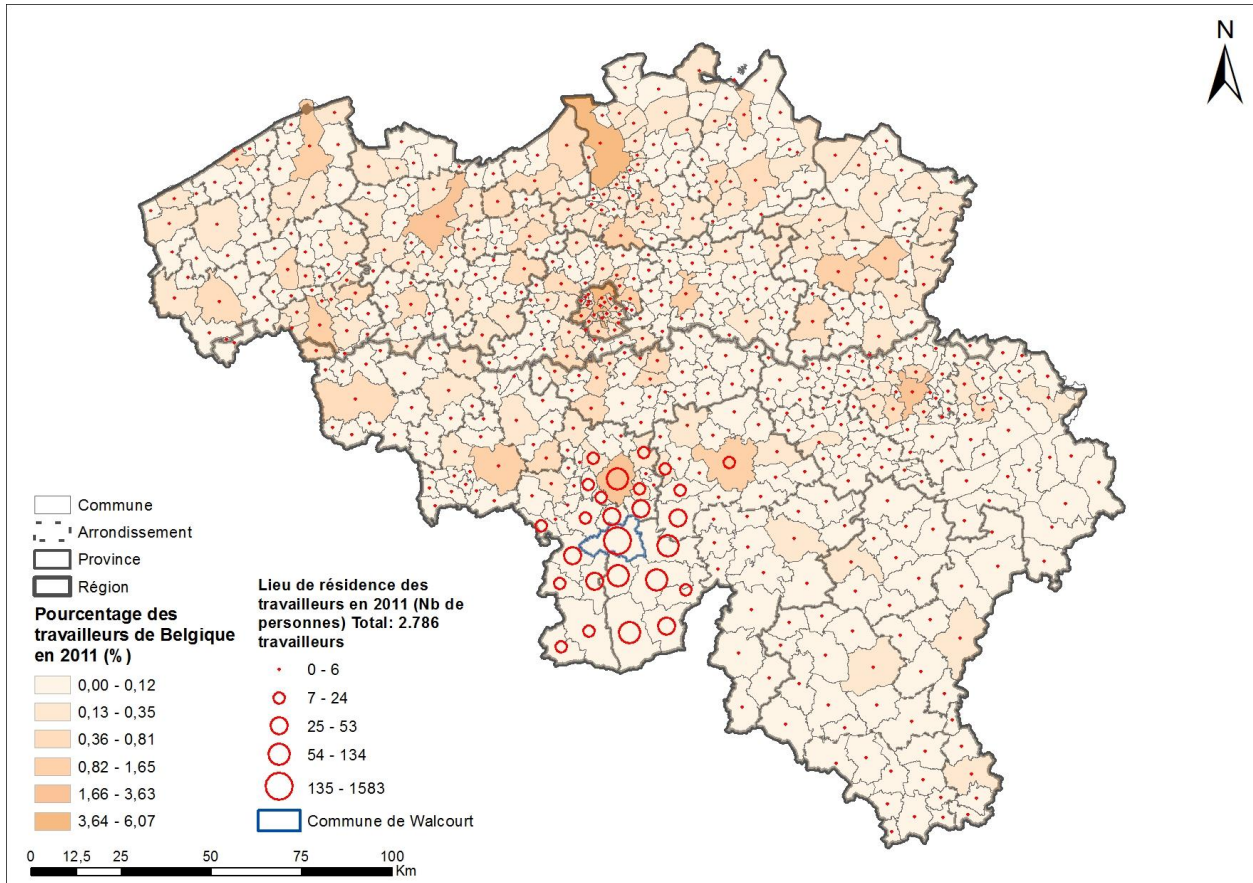 N
Commune
Arrondissement
Province
Région
Pourcentage des
travailleurs de Belgique
en 2011 (%)
0,00 - 0,12
0,13 - 0,35
0,36 - 0,81
0,82 - 1,65
1,66 - 3,63
3,64 - 6,07
Lieu de résidence des
travailleurs en 2011 (Nb de
personnes) Total: 2.786
travailleurs
0 - 6
7 - 24
25 - 53
54 - 134
135 - 1583
Commune de Walcourt
0 12,5 25 50 75 100
Km